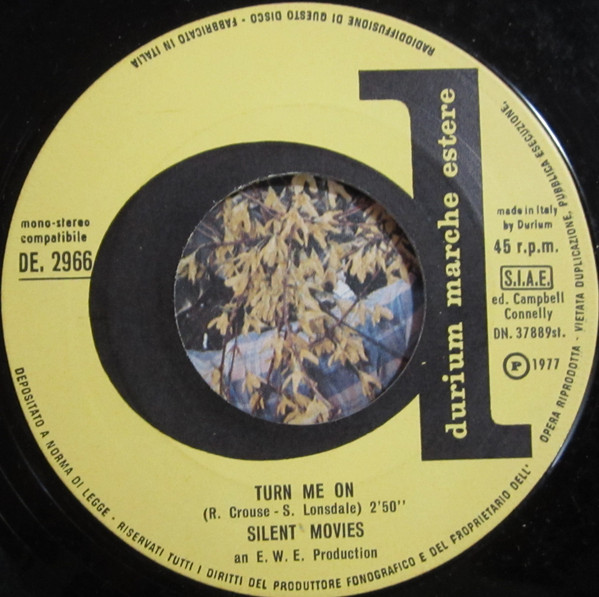 RADIODIFFUSIONE DI QUESTO DISCO - FABBRICATO IN ITALIA
OPERA RIPRODOTTA - VIETATA DUPLICAZIONE, PUBBLICA ESECUZIONE,
DEPOSITATO A NORMA DI LEGGE - RISERVATI TUTTI I DIRITTI DEL PRODUTTORE FONOGRAFICO E DEL PROPRIETARIO DELL'
d
durium marche estere
mono-stereo
compatibile
DE. 2966
made in Italy
by Durium
45 r.p.m.
S.I.A.E.
ed. Campbell
Connelly
DN. 37889st.
Ⓟ 1977
TURN ME ON
(R. Crouse - S. Lonsdale) 2'50''
SILENT MOVIES
an E. W. E. Production